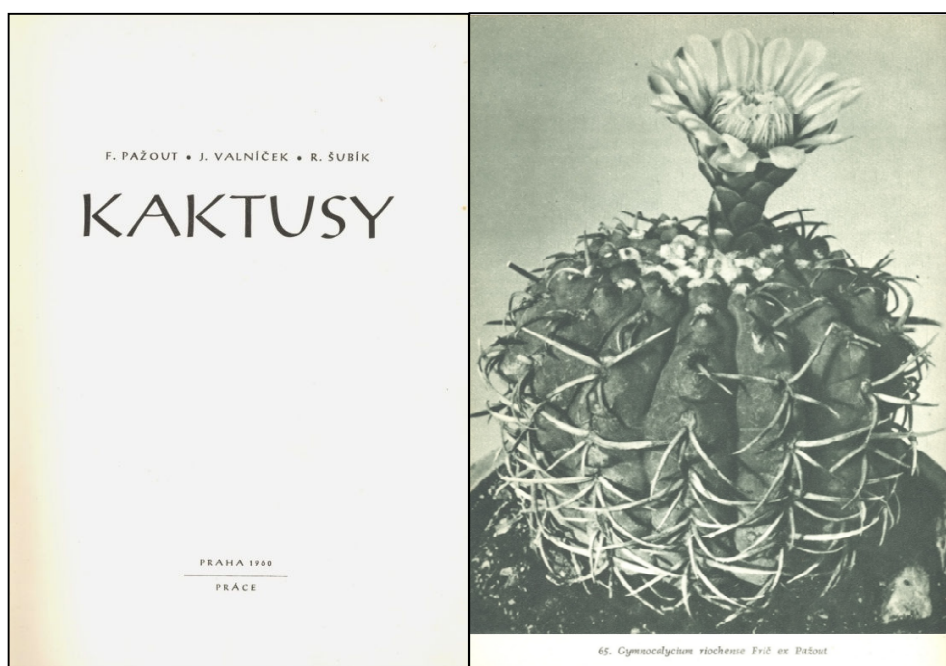 F. PAŽOUT • J. VALNÍČEK • R. ŠUBÍK
KAKTUSY
PRAHA 1960
PRÁCE
65. Gymnocalycium riochense Frič ex Pažout